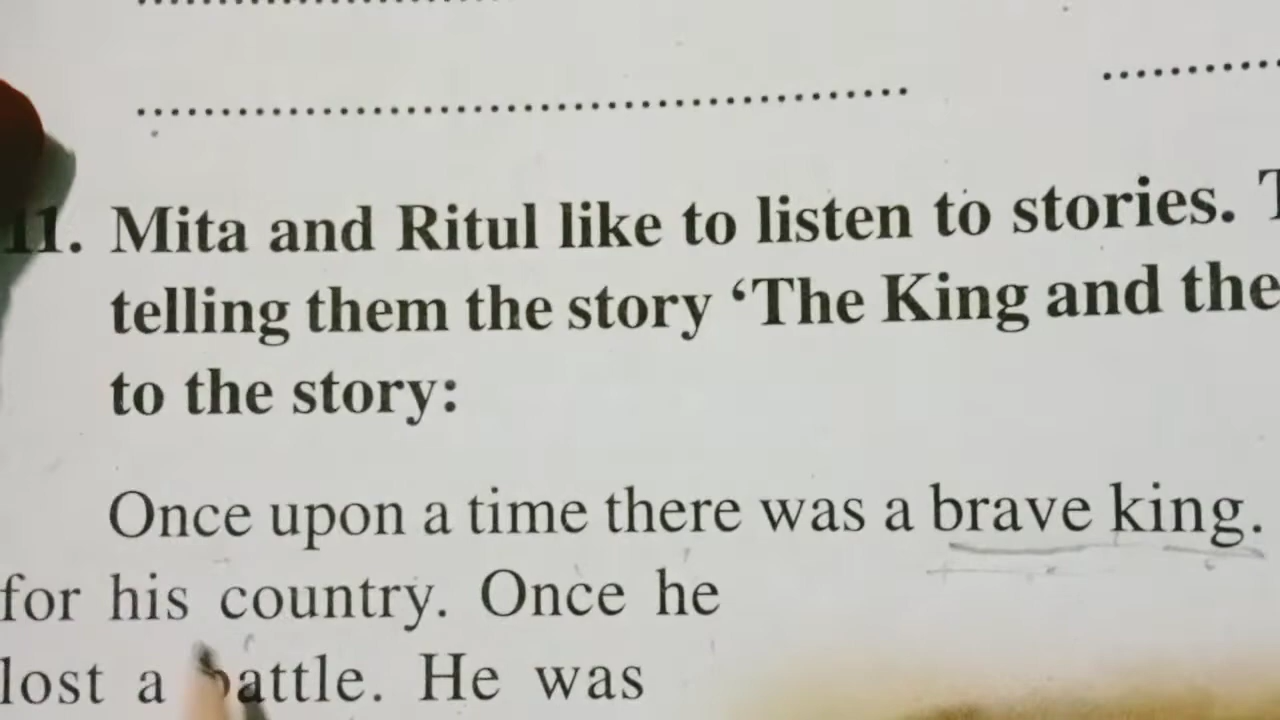 11. Mita and Ritul like to listen to stories.
telling them the story ‘The King and the
to the story:
Once upon a time there was a brave king.
for his country. Once he
lost a battle. He was